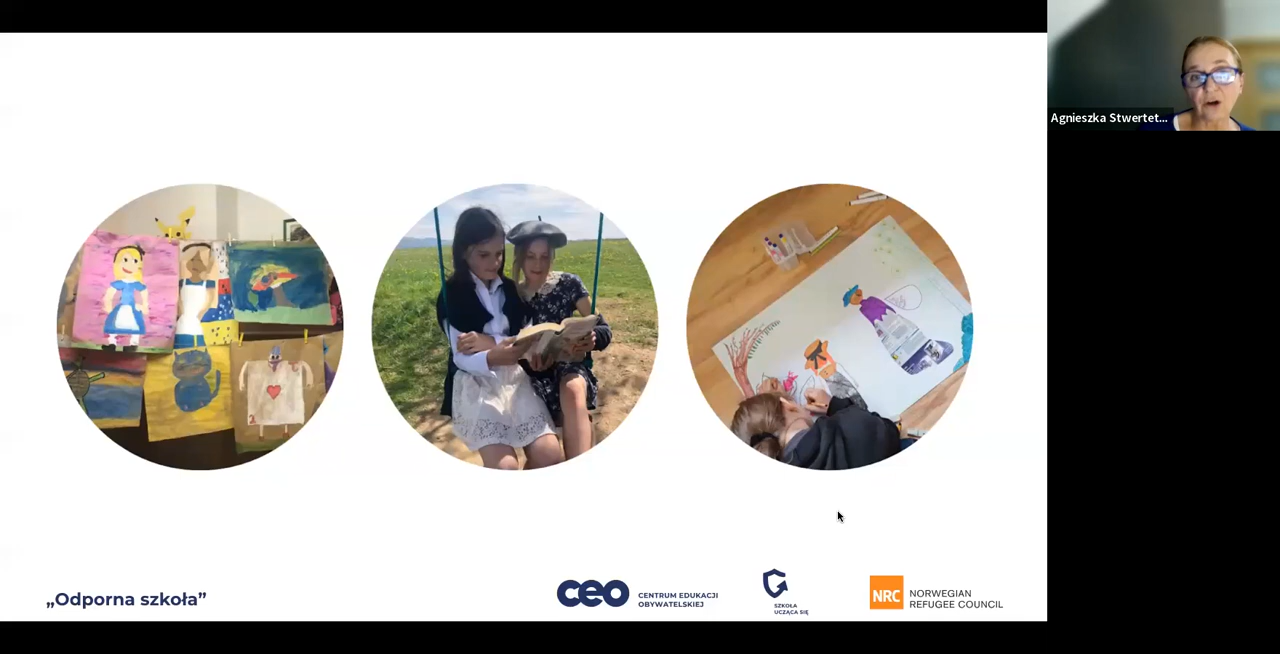 Agnieszka Stwertet...
„Odporna szkoła”
ceo
CENTRUM EDUKACJI
OBYWATELSKIEJ
SZKOŁA
UCZĄCA SIĘ
NRC
NORWEGIAN
REFUGEE COUNCIL